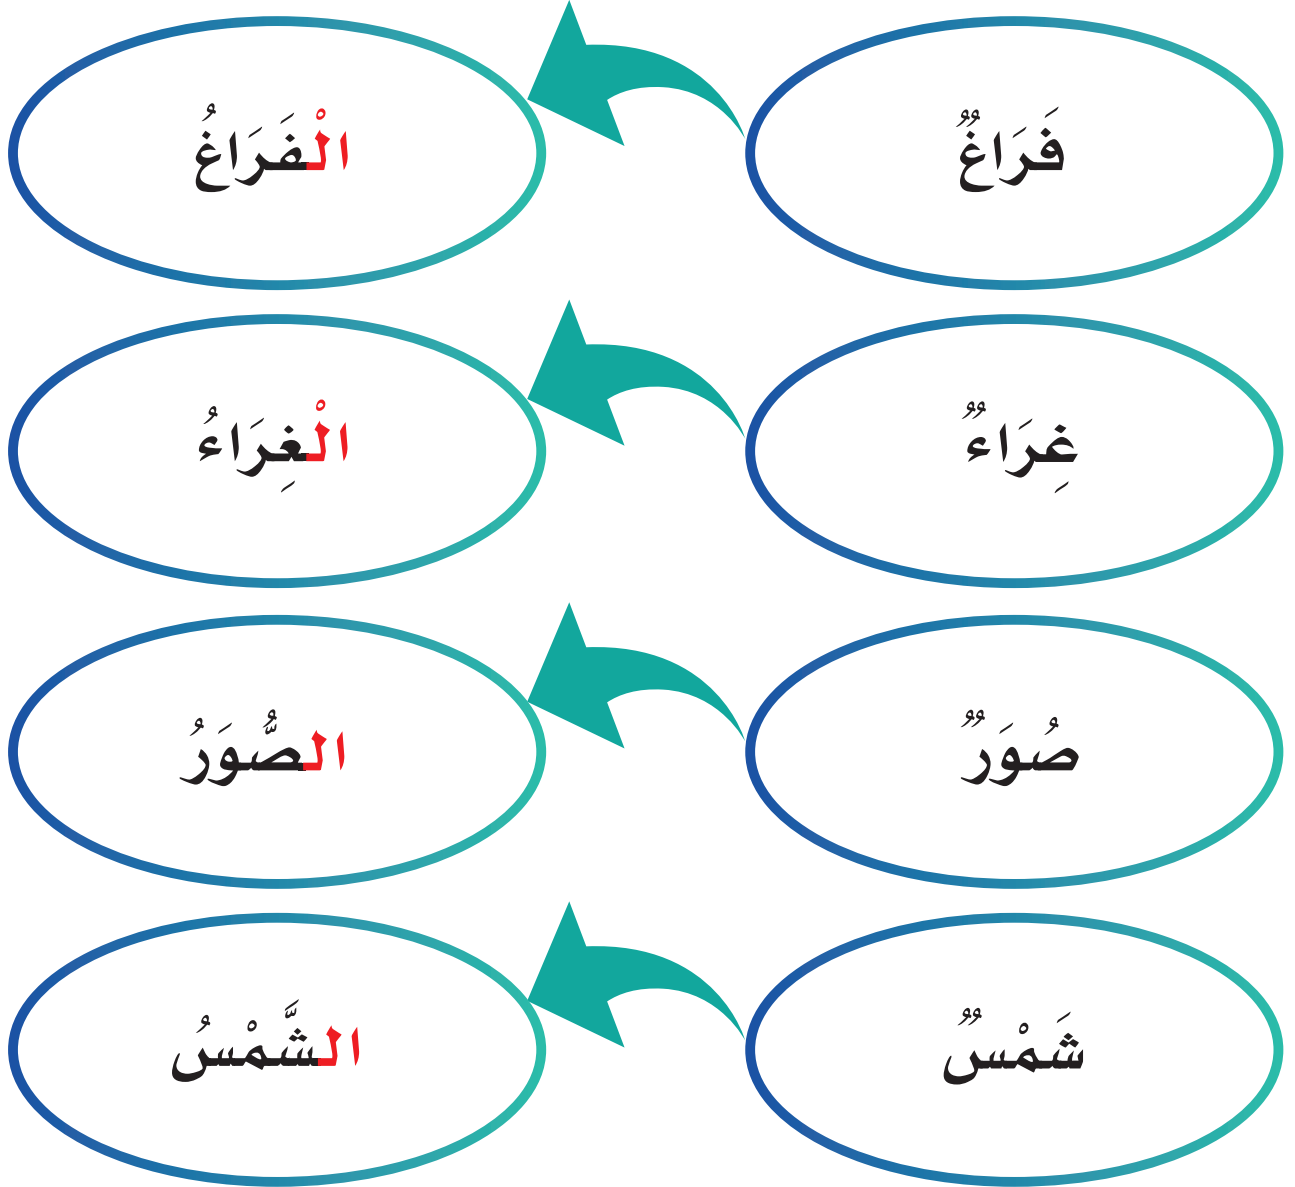 فَرَاغٌ الْفَرَاغُ
غِرَاءٌ الْغِرَاءُ
صُوَرٌ الصُّوَرُ
شَمْسٌ الشَّمْسُ